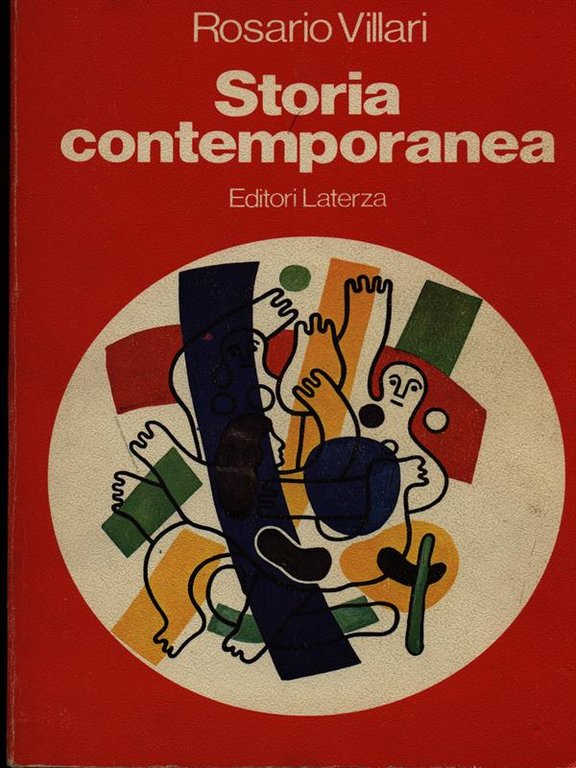 Rosario Villari
Storia
contemporanea
Editori Laterza